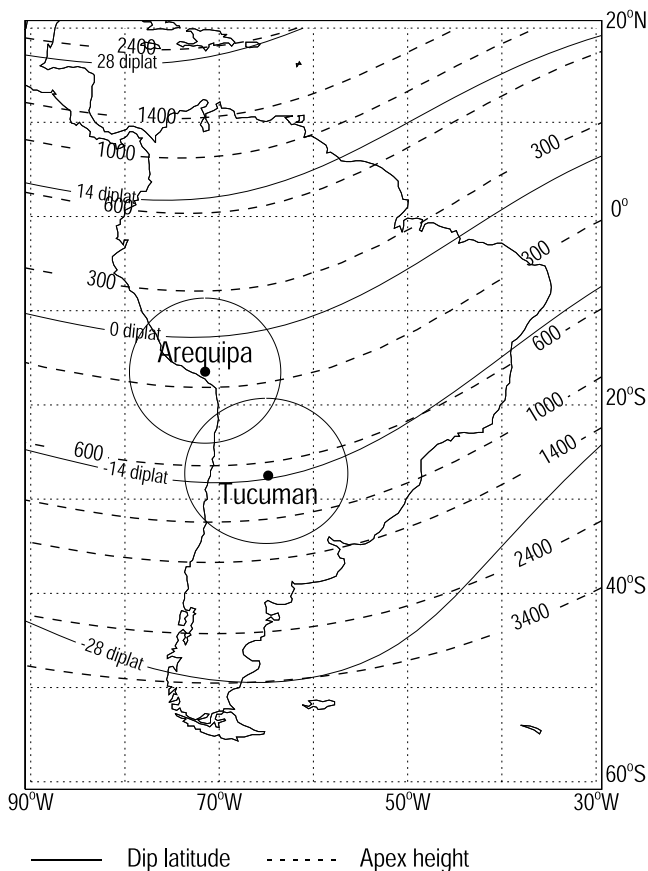 20°N
2400
28 diplat
1400
1000
300
14 diplat
600
0°
300
300
0 diplat
600
Arequipa
1000
20°S
1400
600
-14 diplat
Tucuman
2400
40°S
3400
-28 diplat
60°S
90°W 70°W 50°W 30°W
Dip latitude Apex height